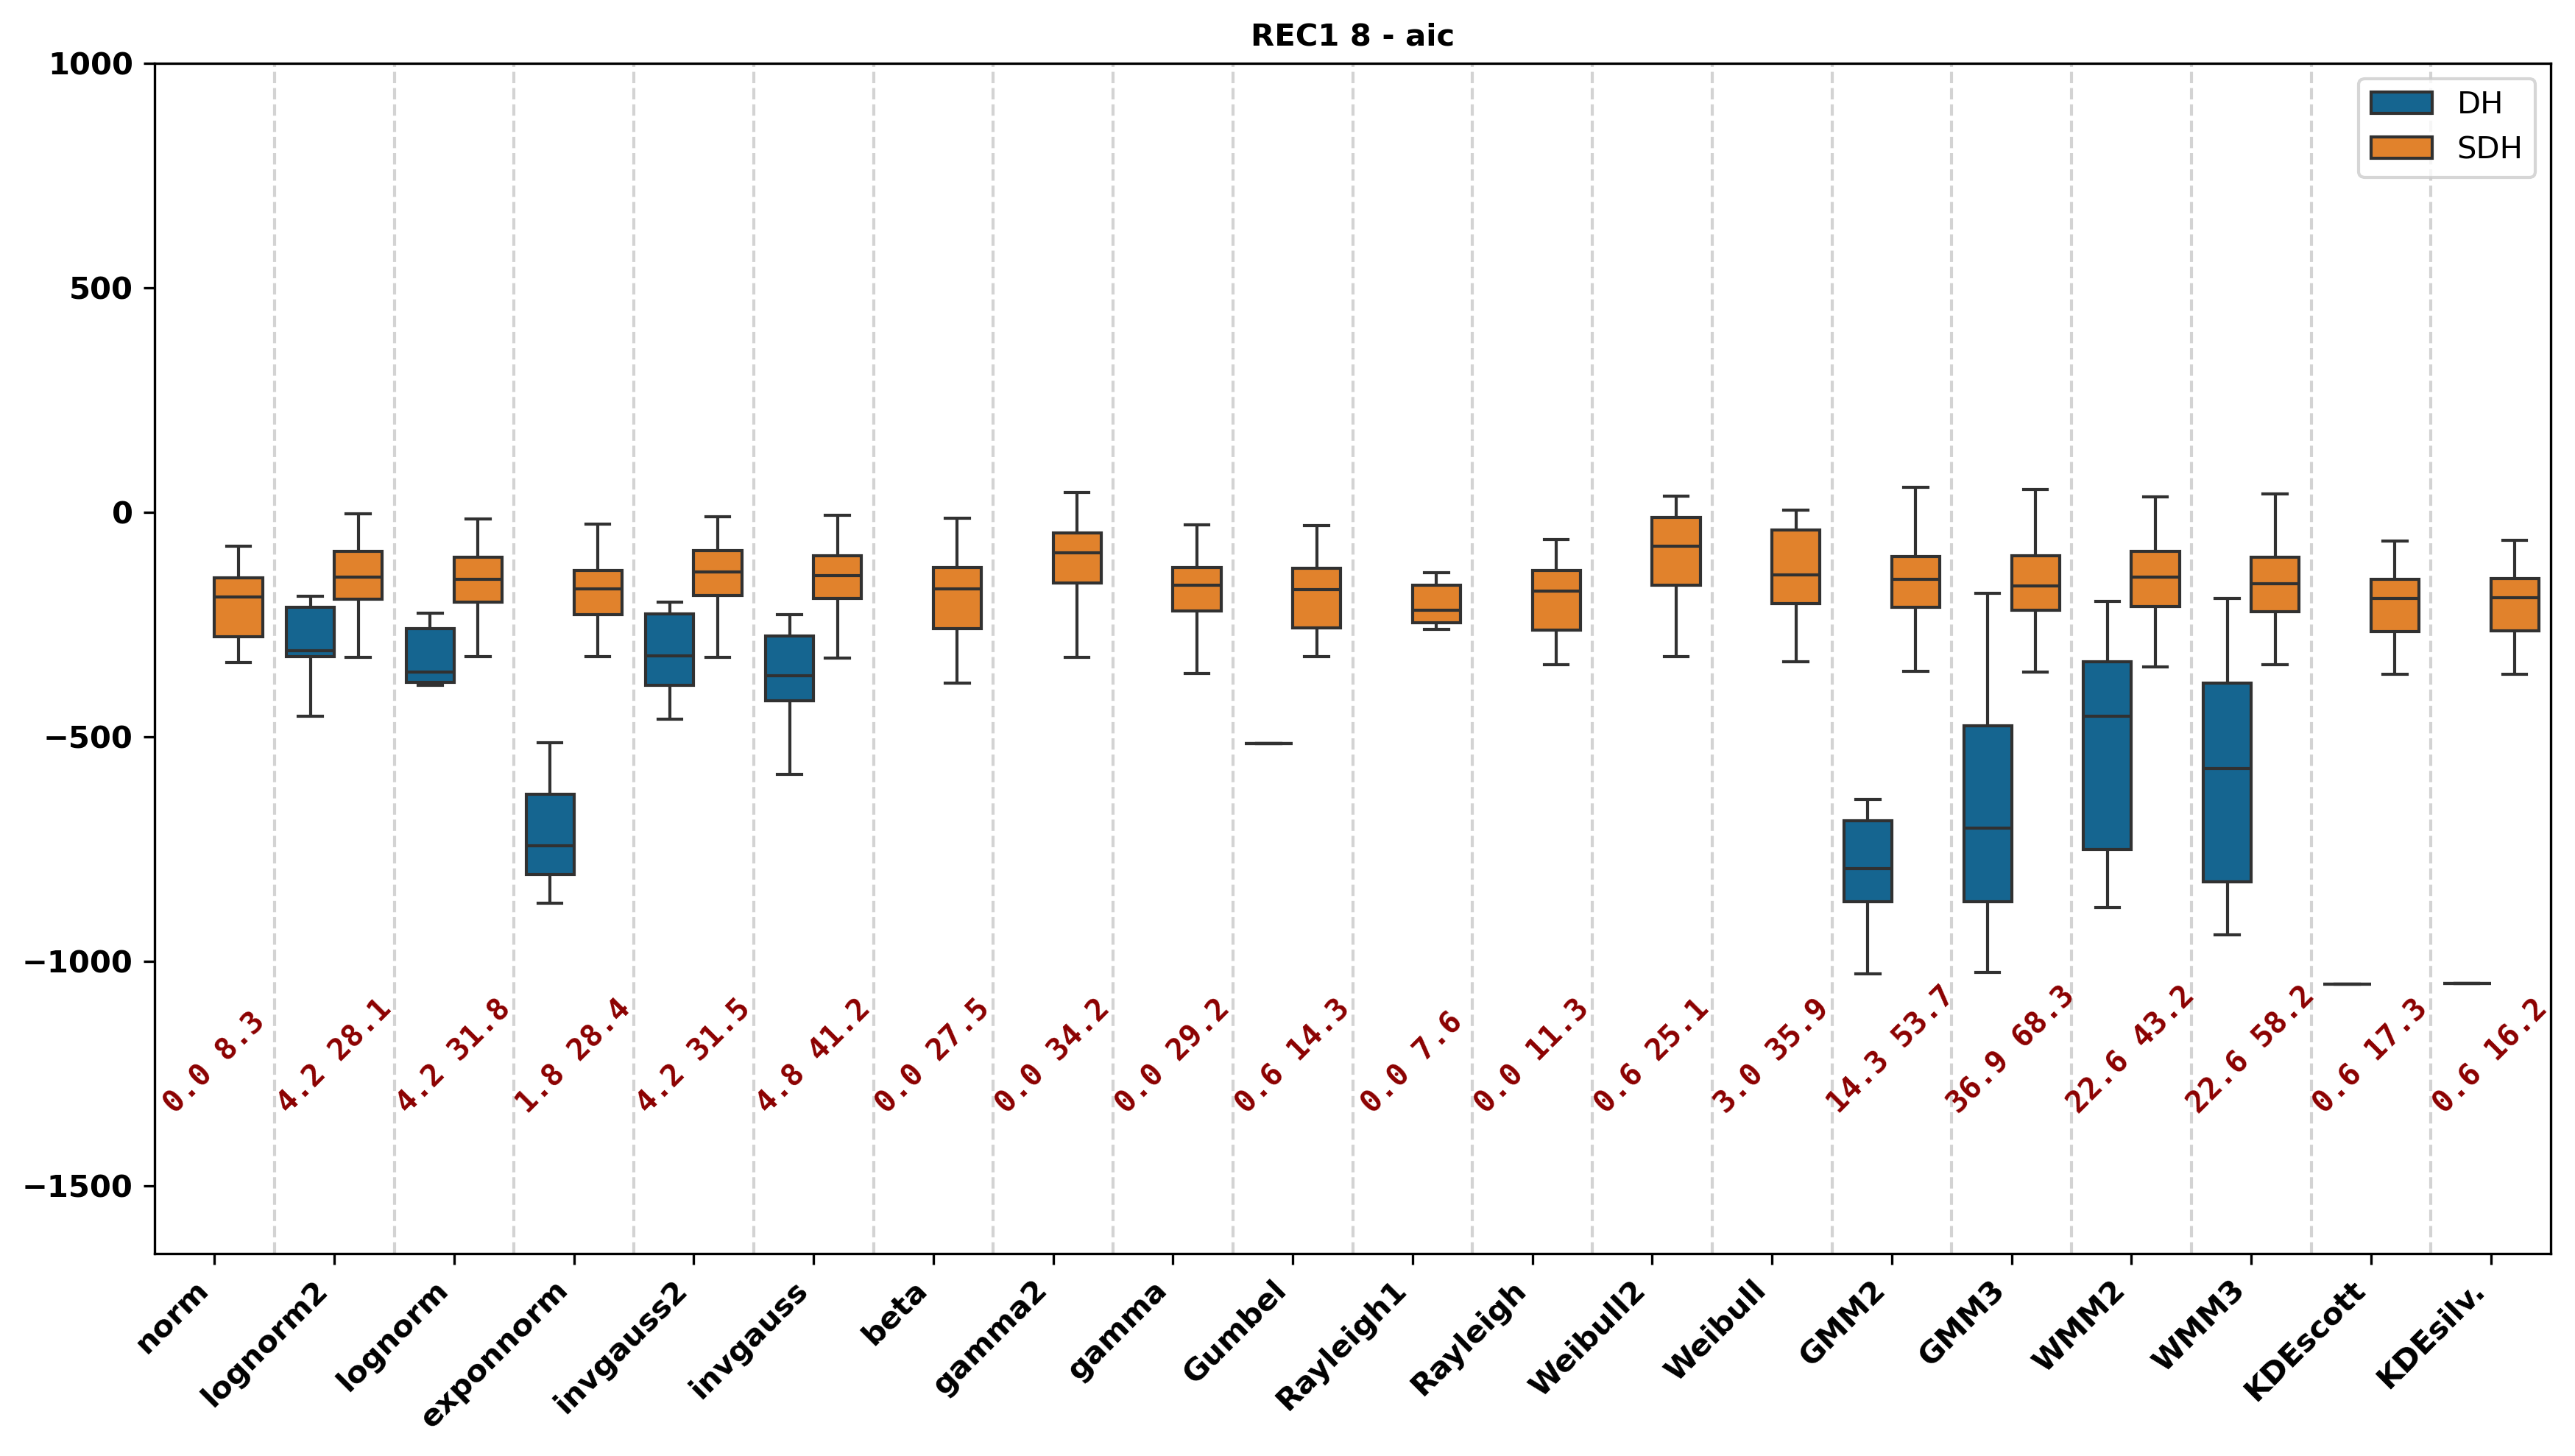 REC1 8 - aic
1000
500
0
−500
−1000
−1500
DH
SDH
0.0 8.3
4.2 28.1
4.2 31.8
1.8 28.4
4.2 31.5
4.8 41.2
0.0 27.5
0.0 34.2
0.0 29.2
0.6 14.3
0.0 7.6
0.0 11.3
0.6 25.1
3.0 35.9
14.3 53.7
36.9 68.3
22.6 43.2
22.6 58.2
0.6 17.3
0.6 16.2
norm
lognorm2
lognorm
exponnorm
invgauss2
invgauss
beta
gamma2
gamma
Gumbel
Rayleigh1
Rayleigh
Weibull2
Weibull
GMM2
GMM3
WMM2
WMM3
KDEscott
KDEsilv.